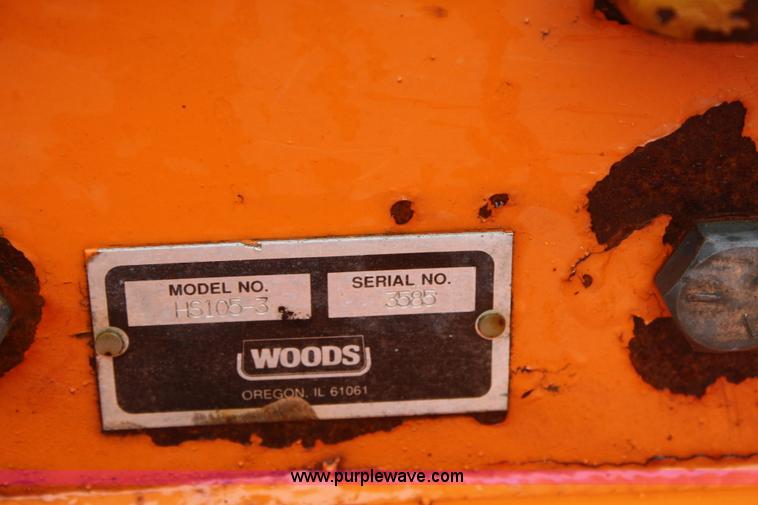 MODEL NO. SERIAL NO.
HS105-3 3585
WOODS
OREGON, IL 61061
www.purplewave.com